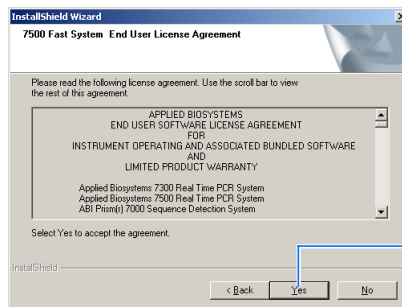 InstallShield Wizard
7500 Fast System End User License Agreement
Please read the following license agreement. Use the scroll bar to view
the rest of this agreement.
APPLIED BIOSYSTEMS
END USER SOFTWARE LICENSE AGREEMENT
FOR
INSTRUMENT OPERATING AND ASSOCIATED BUNDLED SOFTWARE
AND
LIMITED PRODUCT WARRANTY
Applied Biosystems 7300 Real Time PCR System
Applied Biosystems 7500 Real Time PCR System
ABI Prism(r) 7000 Sequence Detection System
Select Yes to accept the agreement.
InstallShield
< Back Yes No